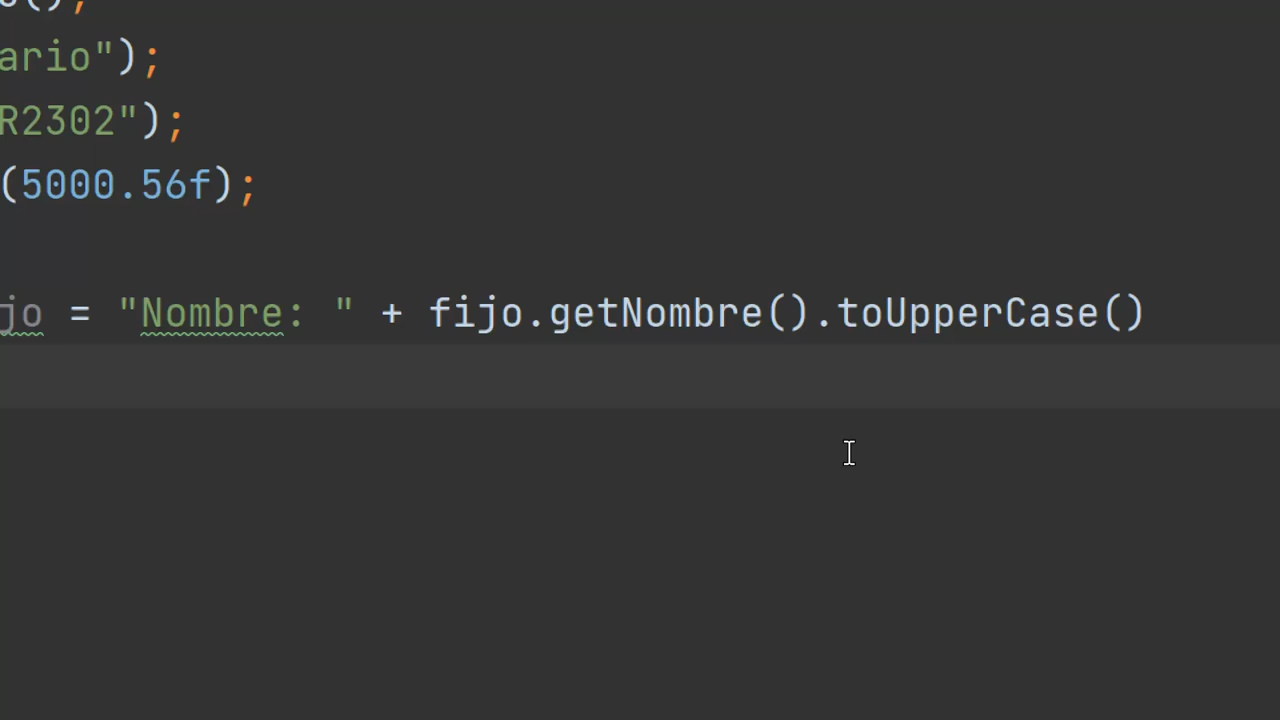 ();
ario");
R2302");
(5000.56f);
jo = "Nombre: " + fijo.getNombre().toUpperCase()